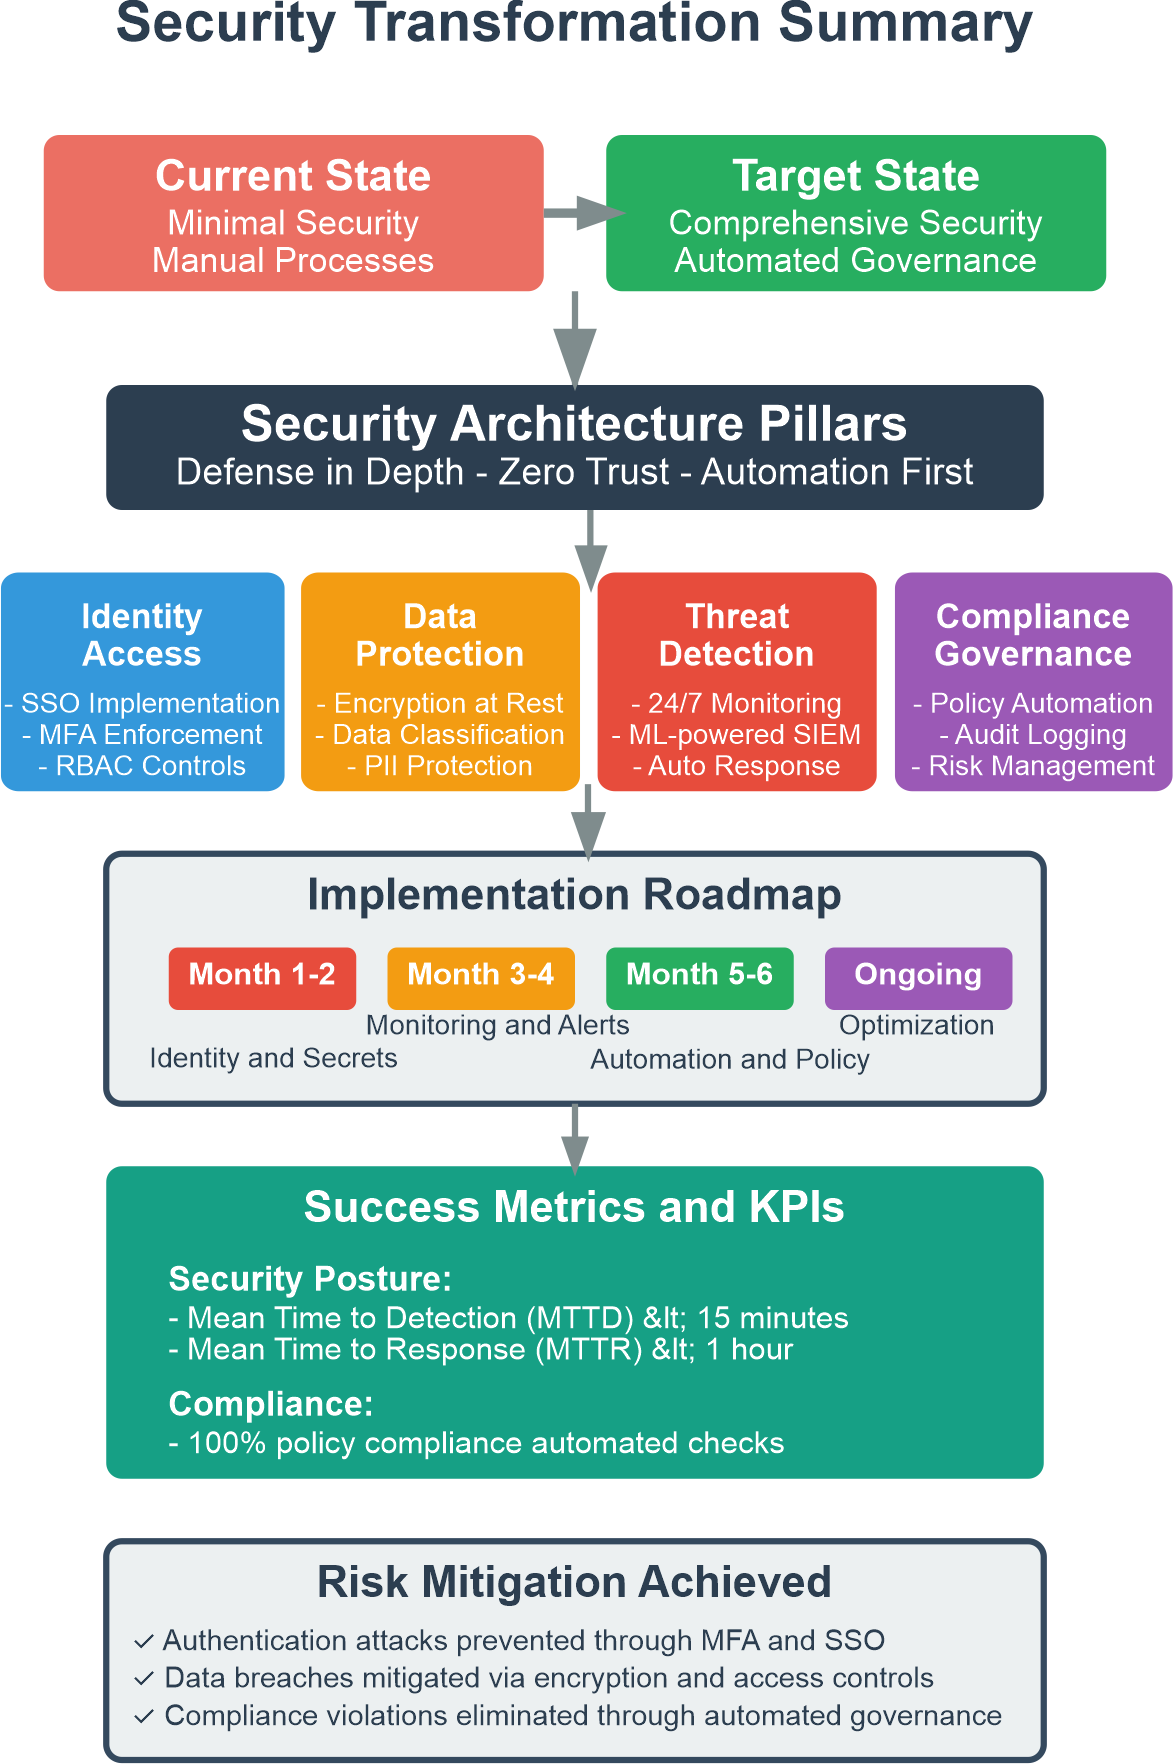 Security Transformation Summary
Current State
Minimal Security
Manual Processes
Target State
Comprehensive Security
Automated Governance
Security Architecture Pillars
Defense in Depth - Zero Trust - Automation First
Identity
Access
- SSO Implementation
- MFA Enforcement
- RBAC Controls
Data
Protection
- Encryption at Rest
- Data Classification
- PII Protection
Threat
Detection
- 24/7 Monitoring
- ML-powered SIEM
- Auto Response
Compliance
Governance
- Policy Automation
- Audit Logging
- Risk Management
Implementation Roadmap
Month 1-2
Identity and Secrets
Month 3-4
Monitoring and Alerts
Month 5-6
Automation and Policy
Ongoing
Optimization
Success Metrics and KPIs
Security Posture:
- Mean Time to Detection (MTTD) &lt; 15 minutes
- Mean Time to Response (MTTR) &lt; 1 hour
Compliance:
- 100% policy compliance automated checks
Risk Mitigation Achieved
✓ Authentication attacks prevented through MFA and SSO
✓ Data breaches mitigated via encryption and access controls
✓ Compliance violations eliminated through automated governance